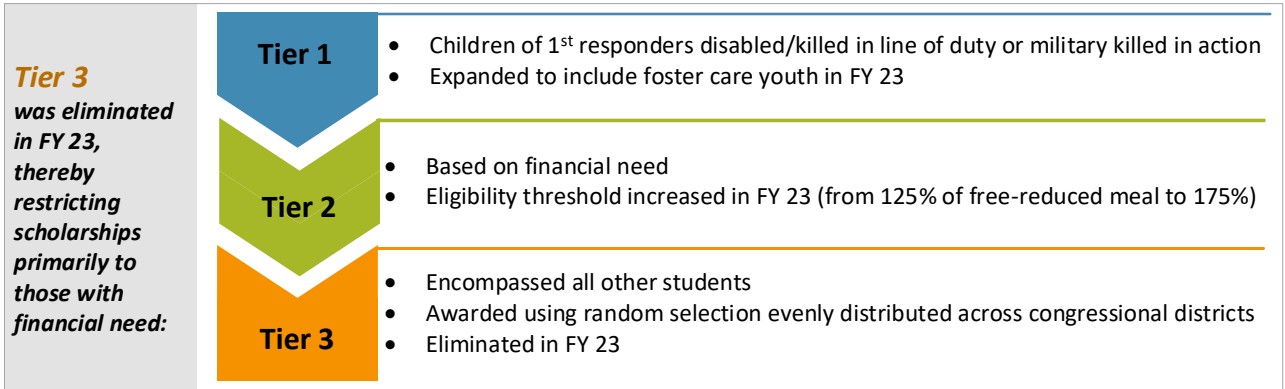 Tier 3
was eliminated
in FY 23,
thereby
restricting
scholarships
primarily to
those with
financial need:
Tier 1
• Children of 1st responders disabled/killed in line of duty or military killed in action
• Expanded to include foster care youth in FY 23
Tier 2
• Based on financial need
• Eligibility threshold increased in FY 23 (from 125% of free-reduced meal to 175%)
Tier 3
• Encompassed all other students
• Awarded using random selection evenly distributed across congressional districts
• Eliminated in FY 23